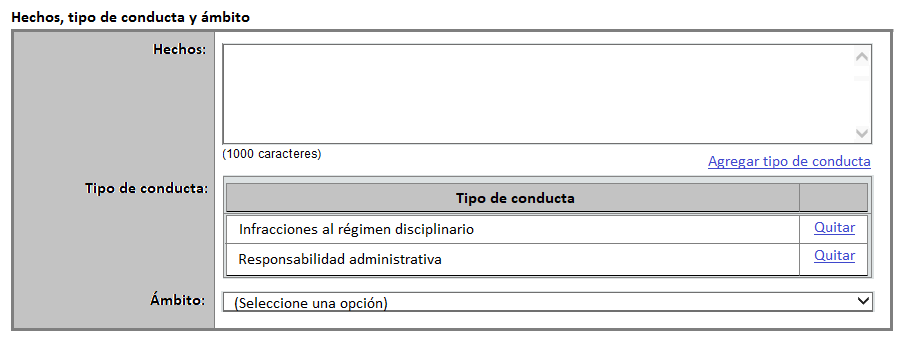 Hechos, tipo de conducta y ámbito
Hechos:
(1000 caracteres)
Agregar tipo de conducta
Tipo de conducta:
Tipo de conducta
Infracciones al régimen disciplinario Quitar
Responsabilidad administrativa Quitar
Ámbito: (Seleccione una opción)